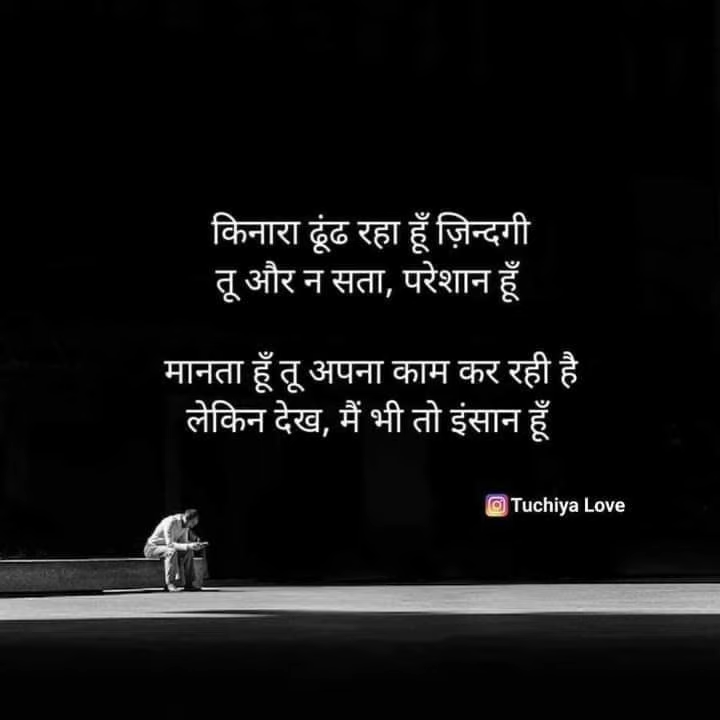 किनारा ढूंढ रहा हूँ ज़िन्दगी
तू और न सता, परेशान हूँ
मानता हूँ तू अपना काम कर रही है
लेकिन देख, मैं भी तो इंसान हूँ
Tuchiya Love